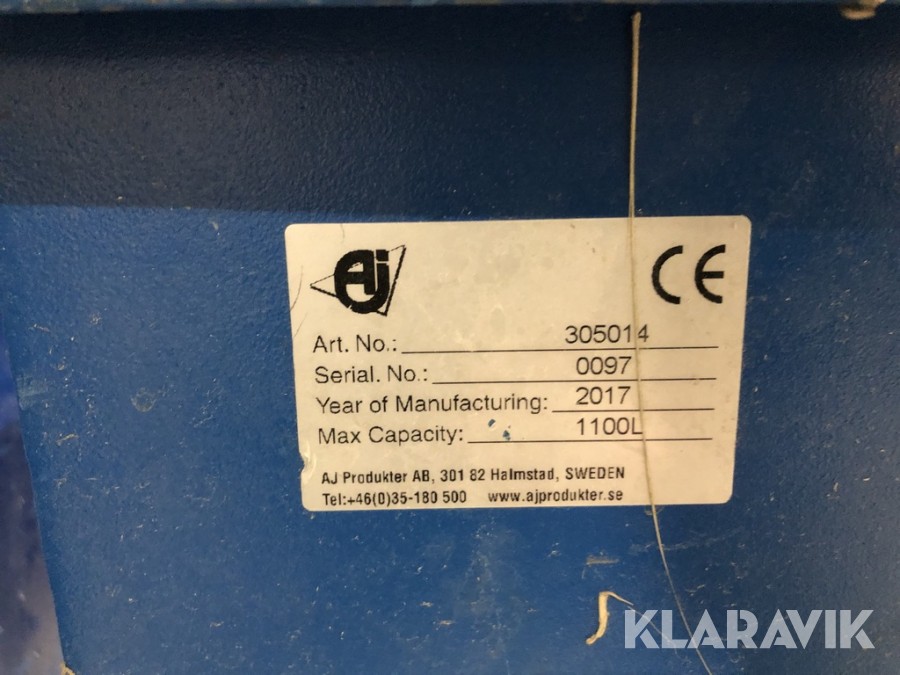 Aj CE
Art. No.: 305014
Serial. No.: 0097
Year of Manufacturing: 2017
Max Capacity: 1100L
AJ Produkter AB, 301 82 Halmstad, SWEDEN
Tel:+46(0)35-180 500 www.ajprodukter.se
KLARAVIK